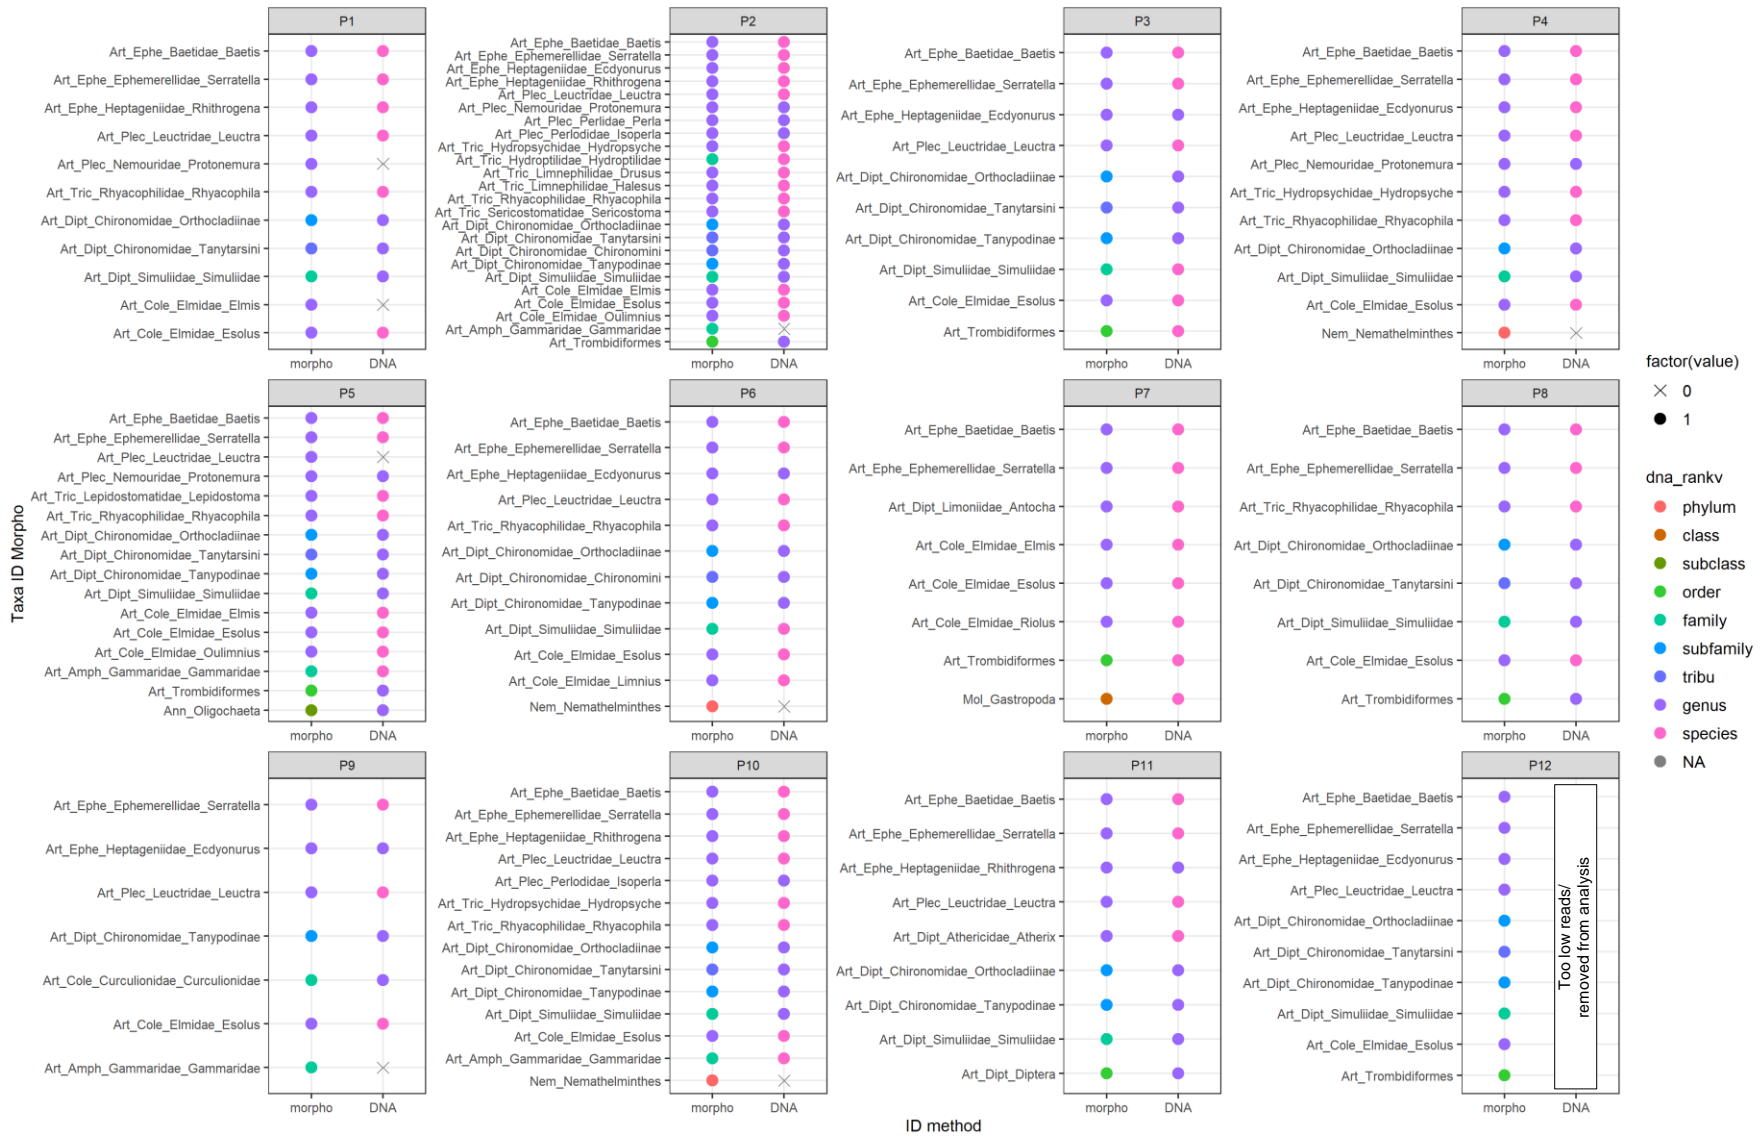 P1
Art_Ephe_Baetidae_Baetis
Art_Ephe_Ephemerellidae_Serratella
Art_Ephe_Heptageniidae_Rhithrogena
Art_Plec_Leuctridae_Leuctra
Art_Plec_Nemouridae_Protonemura
Art_Tric_Rhyacophilidae_Rhyacophila
Art_Dipt_Chironomidae_Orthocladiinae
Art_Dipt_Chironomidae_Tanytarsini
Art_Dipt_Simuliidae_Simuliidae
Art_Cole_Elmidae_Elmis
Art_Cole_Elmidae_Esolus
morpho DNA
P2
Art_Ephe_Baetidae_Baetis
Art_Ephe_Ephemerellidae_Serratella
Art_Ephe_Heptageniidae_Ecdyonurus
Art_Ephe_Heptageniidae_Rhithrogena
Art_Plec_Leuctridae_Leuctra
Art_Plec_Nemouridae_Protonemura
Art_Plec_Perlidae_Perla
Art_Plec_Perlodidae_Isoperla
Art_Tric_Hydropsychidae_Hydropsyche
Art_Tric_Hydroptilidae_Hydroptilidae
Art_Tric_Limnephilidae_Drusus
Art_Tric_Limnephilidae_Halesus
Art_Tric_Rhyacophilidae_Rhyacophila
Art_Tric_Sericostomatidae_Sericostoma
Art_Dipt_Chironomidae_Orthocladiinae
Art_Dipt_Chironomidae_Tanytarsini
Art_Dipt_Chironomidae_Chironomini
Art_Dipt_Chironomidae_Tanypodinae
Art_Dipt_Simuliidae_Simuliidae
Art_Cole_Elmidae_Elmis
Art_Cole_Elmidae_Esolus
Art_Cole_Elmidae_Oulimnius
Art_Amph_Gammaridae_Gammaridae
Art_Trombidiformes
morpho DNA
P3
Art_Ephe_Baetidae_Baetis
Art_Ephe_Ephemerellidae_Serratella
Art_Ephe_Heptageniidae_Ecdyonurus
Art_Plec_Leuctridae_Leuctra
Art_Dipt_Chironomidae_Orthocladiinae
Art_Dipt_Chironomidae_Tanytarsini
Art_Dipt_Chironomidae_Tanypodinae
Art_Dipt_Simuliidae_Simuliidae
Art_Cole_Elmidae_Esolus
Art_Trombidiformes
morpho DNA
P4
Art_Ephe_Baetidae_Baetis
Art_Ephe_Ephemerellidae_Serratella
Art_Ephe_Heptageniidae_Ecdyonurus
Art_Plec_Leuctridae_Leuctra
Art_Plec_Nemouridae_Protonemura
Art_Tric_Hydropsychidae_Hydropsyche
Art_Tric_Rhyacophilidae_Rhyacophila
Art_Dipt_Chironomidae_Orthocladiinae
Art_Dipt_Simuliidae_Simuliidae
Art_Cole_Elmidae_Esolus
Nem_Nemathelminthes
morpho DNA
P5
Art_Ephe_Baetidae_Baetis
Art_Ephe_Ephemerellidae_Serratella
Art_Plec_Leuctridae_Leuctra
Art_Plec_Nemouridae_Protonemura
Art_Tric_Lepidostomatidae_Lepidostoma
Art_Tric_Rhyacophilidae_Rhyacophila
Art_Dipt_Chironomidae_Orthocladiinae
Art_Dipt_Chironomidae_Tanytarsini
Art_Dipt_Chironomidae_Tanypodinae
Art_Dipt_Simuliidae_Simuliidae
Art_Cole_Elmidae_Elmis
Art_Cole_Elmidae_Esolus
Art_Cole_Elmidae_Oulimnius
Art_Amph_Gammaridae_Gammaridae
Art_Trombidiformes
Ann_Oligochaeta
morpho DNA
P6
Art_Ephe_Baetidae_Baetis
Art_Ephe_Ephemerellidae_Serratella
Art_Ephe_Heptageniidae_Ecdyonurus
Art_Plec_Leuctridae_Leuctra
Art_Tric_Rhyacophilidae_Rhyacophila
Art_Dipt_Chironomidae_Orthocladiinae
Art_Dipt_Chironomidae_Chironomini
Art_Dipt_Chironomidae_Tanypodinae
Art_Dipt_Simuliidae_Simuliidae
Art_Cole_Elmidae_Esolus
Art_Cole_Elmidae_Limnius
Nem_Nemathelminthes
morpho DNA
P7
Art_Ephe_Baetidae_Baetis
Art_Ephe_Ephemerellidae_Serratella
Art_Dipt_Limoniidae_Antocha
Art_Cole_Elmidae_Elmis
Art_Cole_Elmidae_Esolus
Art_Cole_Elmidae_Riolus
Art_Trombidiformes
Mol_Gastropoda
morpho DNA
P8
Art_Ephe_Baetidae_Baetis
Art_Ephe_Ephemerellidae_Serratella
Art_Tric_Rhyacophilidae_Rhyacophila
Art_Dipt_Chironomidae_Orthocladiinae
Art_Dipt_Chironomidae_Tanytarsini
Art_Dipt_Simuliidae_Simuliidae
Art_Cole_Elmidae_Esolus
Art_Trombidiformes
morpho DNA
P9
Art_Ephe_Ephemerellidae_Serratella
Art_Ephe_Heptageniidae_Ecdyonurus
Art_Plec_Leuctridae_Leuctra
Art_Dipt_Chironomidae_Tanypodinae
Art_Cole_Curculionidae_Curculionidae
Art_Cole_Elmidae_Esolus
Art_Amph_Gammaridae_Gammaridae
morpho DNA
P10
Art_Ephe_Baetidae_Baetis
Art_Ephe_Ephemerellidae_Serratella
Art_Ephe_Heptageniidae_Rhithrogena
Art_Plec_Leuctridae_Leuctra
Art_Plec_Perlodidae_Isoperla
Art_Tric_Hydropsychidae_Hydropsyche
Art_Tric_Rhyacophilidae_Rhyacophila
Art_Dipt_Chironomidae_Orthocladiinae
Art_Dipt_Chironomidae_Tanytarsini
Art_Dipt_Chironomidae_Tanypodinae
Art_Dipt_Simuliidae_Simuliidae
Art_Cole_Elmidae_Esolus
Art_Amph_Gammaridae_Gammaridae
Nem_Nemathelminthes
morpho DNA
P11
Art_Ephe_Baetidae_Baetis
Art_Ephe_Ephemerellidae_Serratella
Art_Ephe_Heptageniidae_Rhithrogena
Art_Plec_Leuctridae_Leuctra
Art_Dipt_Athericidae_Atherix
Art_Dipt_Chironomidae_Orthocladiinae
Art_Dipt_Chironomidae_Tanypodinae
Art_Dipt_Simuliidae_Simuliidae
Art_Dipt_Diptera
morpho DNA
P12
Art_Ephe_Baetidae_Baetis
Art_Ephe_Ephemerellidae_Serratella
Art_Ephe_Heptageniidae_Ecdyonurus
Art_Plec_Leuctridae_Leuctra
Art_Dipt_Chironomidae_Orthocladiinae
Art_Dipt_Chironomidae_Tanytarsini
Art_Dipt_Chironomidae_Tanypodinae
Art_Dipt_Simuliidae_Simuliidae
Art_Cole_Elmidae_Esolus
Art_Trombidiformes
Too low reads/
removed from analysis
morpho DNA
Taxa ID Morpho
ID method
factor(value)
0
1
dna_rankv
phylum
class
subclass
order
family
subfamily
tribu
genus
species
NA